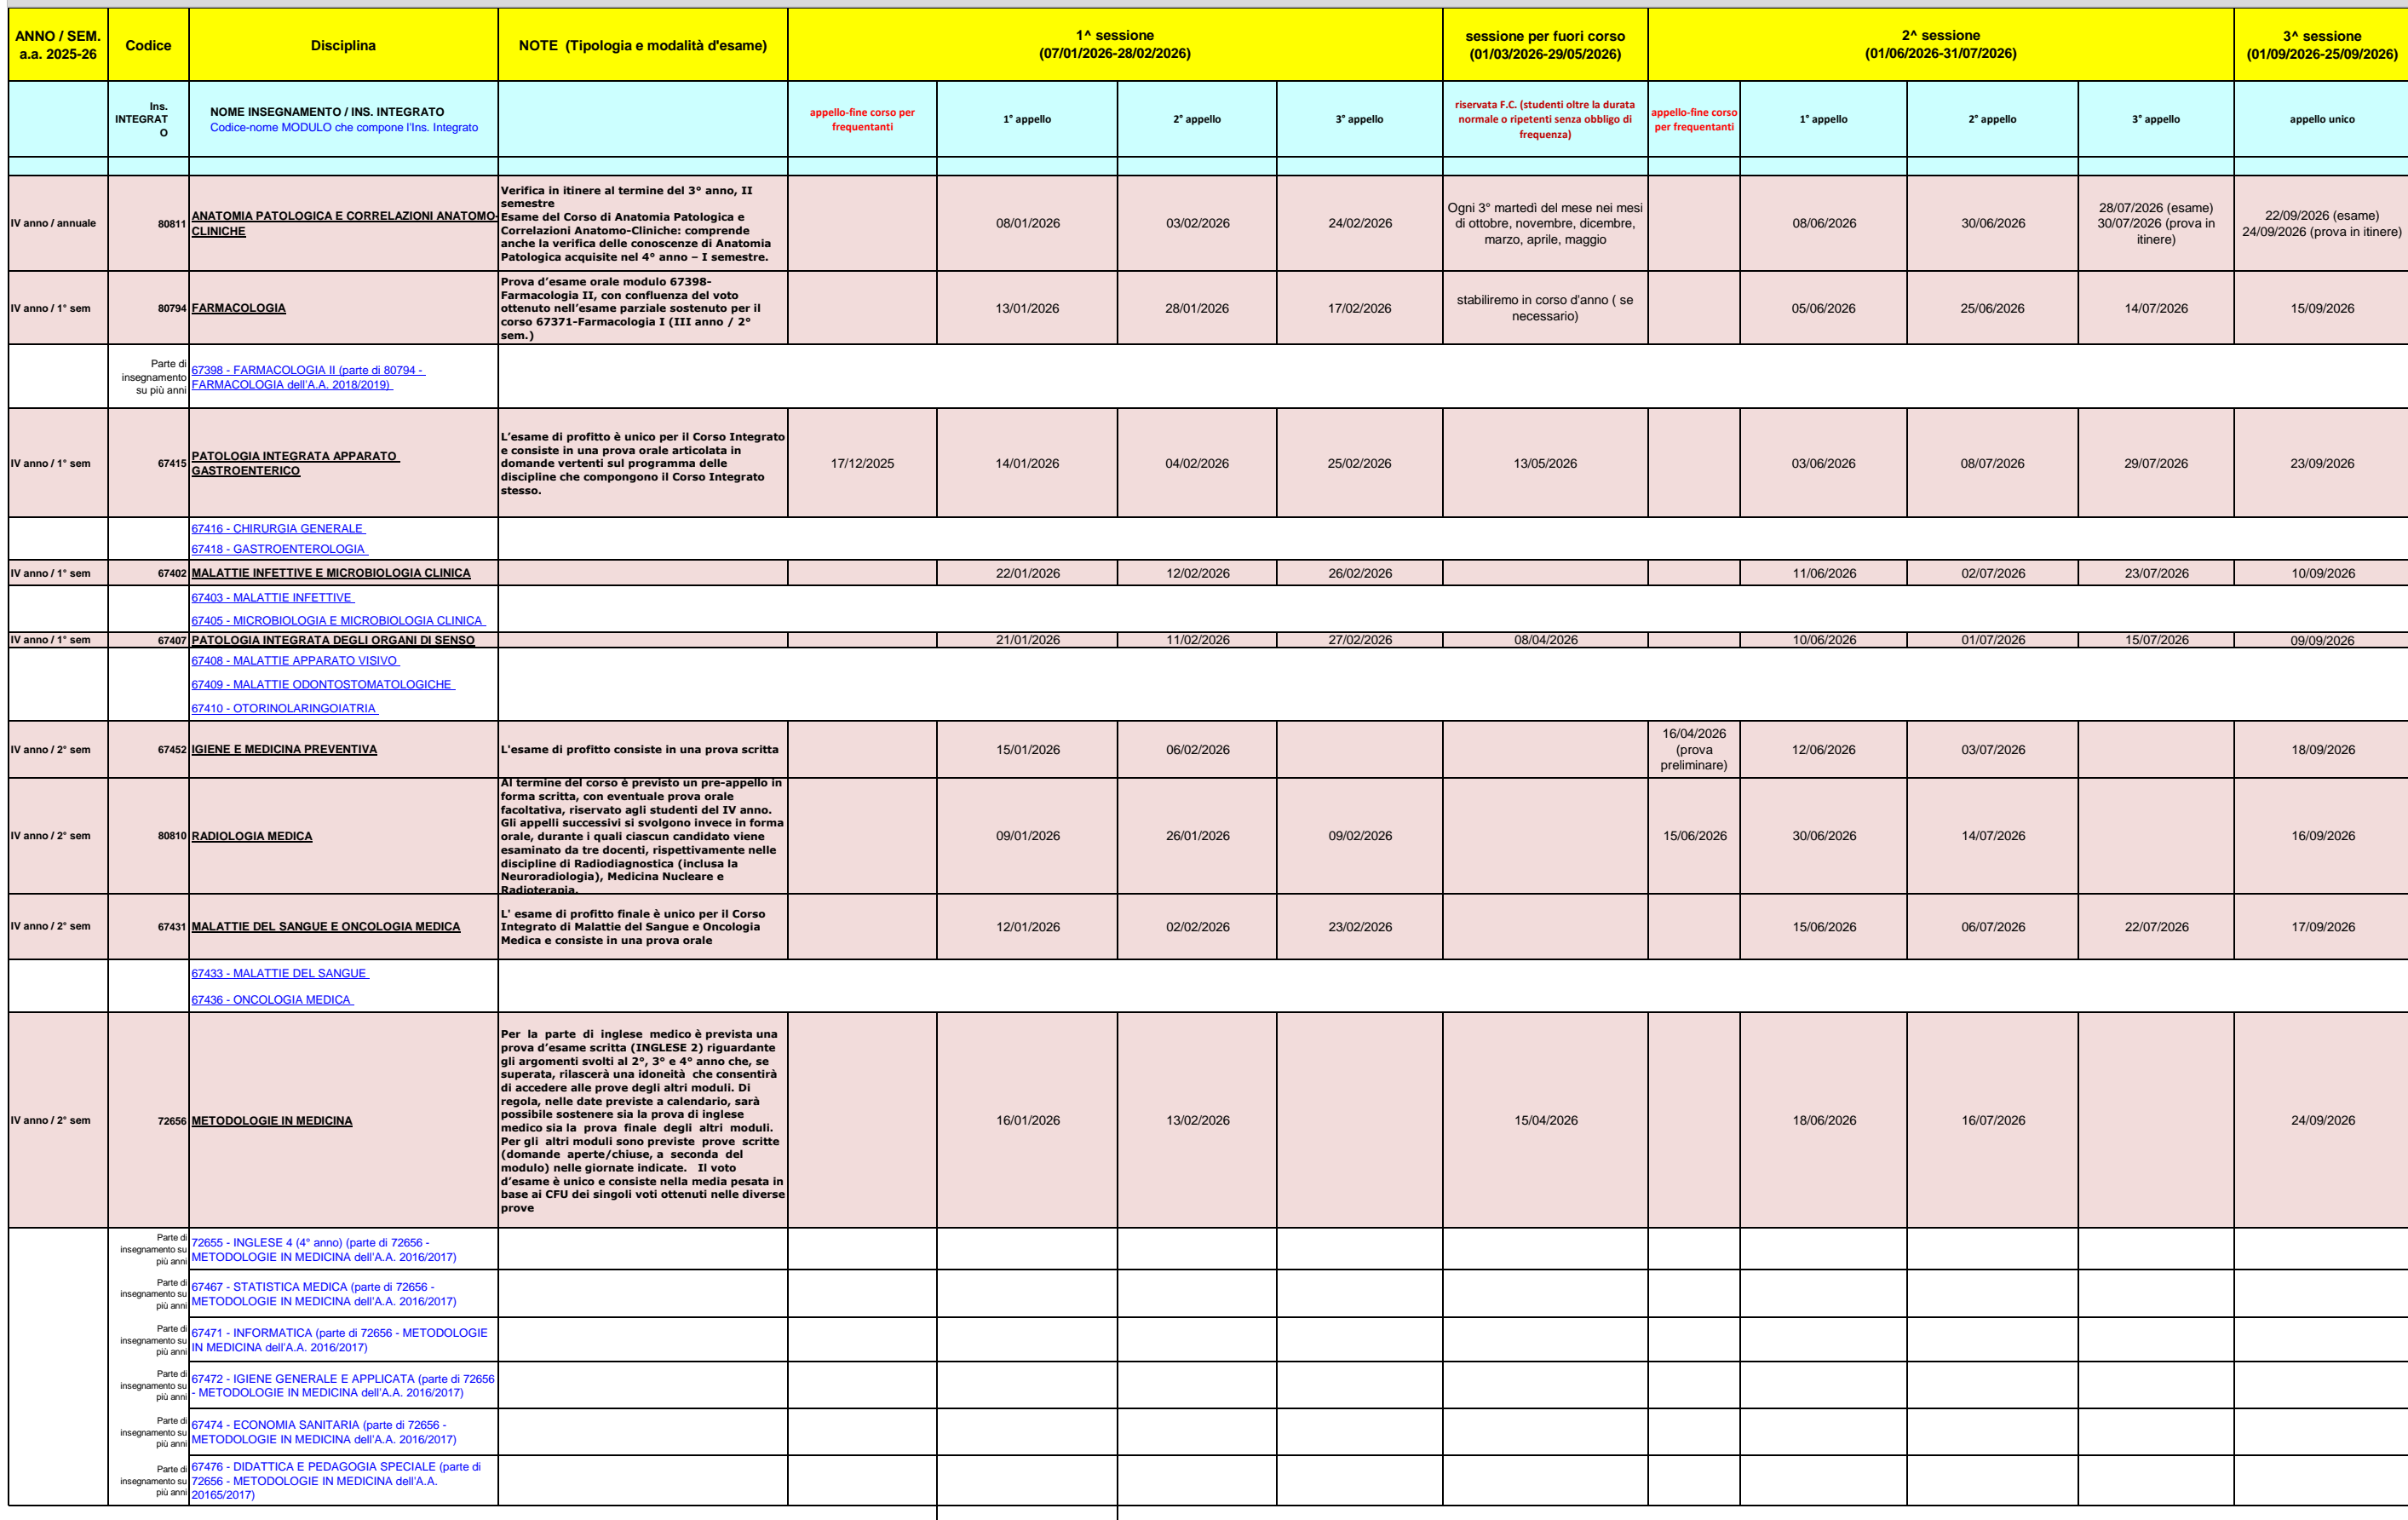 ANNO / SEM.
a.a. 2025-26
Codice
Disciplina
NOTE (Tipologia e modalità d'esame)
1^ sessione
(07/01/2026-28/02/2026)
sessione per fuori corso
(01/03/2026-29/05/2026)
2^ sessione
(01/06/2026-31/07/2026)
3^ sessione
(01/09/2026-25/09/2026)
Ins.
INTEGRAT
O
NOME INSEGNAMENTO / INS. INTEGRATO
Codice-nome MODULO che compone l'Ins. Integrato
appello-fine corso per
frequentanti
1° appello
2° appello
3° appello
riservata F.C. (studenti oltre la durata
normale o ripetenti senza obbligo di
frequenza)
appello-fine corso
per frequentanti
1° appello
2° appello
3° appello
appello unico
IV anno / annuale
80811
ANATOMIA PATOLOGICA E CORRELAZIONI ANATOMO-
CLINICHE
Verifica in itinere al termine del 3° anno, II
semestre
Esame del Corso di Anatomia Patologica e
Correlazioni Anatomo-Cliniche: comprende
anche la verifica delle conoscenze di Anatomia
Patologica acquisite nel 4° anno – I semestre.
08/01/2026
03/02/2026
24/02/2026
Ogni 3° martedì del mese nei mesi
di ottobre, novembre, dicembre,
marzo, aprile, maggio
08/06/2026
30/06/2026
28/07/2026 (esame)
30/07/2026 (prova in
itinere)
22/09/2026 (esame)
24/09/2026 (prova in itinere)
IV anno / 1° sem
80794
FARMACOLOGIA
Prova d'esame orale modulo 67398-
Farmacologia II, con confluenza del voto
ottenuto nell'esame parziale sostenuto per il
corso 67371-Farmacologia I (III anno / 2°
sem.)
13/01/2026
28/01/2026
17/02/2026
stabiliremo in corso d'anno ( se
necessario)
05/06/2026
25/06/2026
14/07/2026
15/09/2026
Parte di
insegnamento
su più anni
67398 - FARMACOLOGIA II (parte di 80794 -
FARMACOLOGIA dell'A.A. 2018/2019)
IV anno / 1° sem
67415
PATOLOGIA INTEGRATA APPARATO
GASTROENTERICO
L'esame di profitto è unico per il Corso Integrato
e consiste in una prova orale articolata in
domande vertenti sul programma delle
discipline che compongono il Corso Integrato
stesso.
17/12/2025
14/01/2026
04/02/2026
25/02/2026
13/05/2026
03/06/2026
08/07/2026
29/07/2026
23/09/2026
67416 - CHIRURGIA GENERALE
67418 - GASTROENTEROLOGIA
IV anno / 1° sem
67402
MALATTIE INFETTIVE E MICROBIOLOGIA CLINICA
22/01/2026
12/02/2026
26/02/2026
11/06/2026
02/07/2026
23/07/2026
10/09/2026
67403 - MALATTIE INFETTIVE
67405 - MICROBIOLOGIA E MICROBIOLOGIA CLINICA
IV anno / 1° sem
67407
PATOLOGIA INTEGRATA DEGLI ORGANI DI SENSO
21/01/2026
11/02/2026
27/02/2026
08/04/2026
10/06/2026
01/07/2026
15/07/2026
09/09/2026
67408 - MALATTIE APPARATO VISIVO
67409 - MALATTIE ODONTOSTOMATOLOGICHE
67410 - OTORINOLARINGOIATRIA
IV anno / 2° sem
67452
IGIENE E MEDICINA PREVENTIVA
L'esame di profitto consiste in una prova scritta
15/01/2026
06/02/2026
16/04/2026
(prova
preliminare)
12/06/2026
03/07/2026
18/09/2026
IV anno / 2° sem
80810
RADIOLOGIA MEDICA
Al termine del corso è previsto un pre-appello in
forma scritta, con eventuale prova orale
facoltativa, riservato agli studenti del IV anno.
Gli appelli successivi si svolgono invece in forma
orale, durante i quali ciascun candidato viene
esaminato da tre docenti, rispettivamente nelle
discipline di Radiodiagnostica (inclusa la
Neuroradiologia), Medicina Nucleare e
Radioterapia.
09/01/2026
26/01/2026
09/02/2026
15/06/2026
30/06/2026
14/07/2026
16/09/2026
IV anno / 2° sem
67431
MALATTIE DEL SANGUE E ONCOLOGIA MEDICA
L' esame di profitto finale è unico per il Corso
Integrato di Malattie del Sangue e Oncologia
Medica e consiste in una prova orale
12/01/2026
02/02/2026
23/02/2026
15/06/2026
06/07/2026
22/07/2026
17/09/2026
67433 - MALATTIE DEL SANGUE
67436 - ONCOLOGIA MEDICA
IV anno / 2° sem
72656
METODOLOGIE IN MEDICINA
Per la parte di inglese medico è prevista una
prova d'esame scritta (INGLESE 2) riguardante
gli argomenti svolti al 2°, 3° e 4° anno che, se
superata, rilascerà una idoneità che consentirà
di accedere alle prove degli altri moduli. Di
regola, nelle date previste a calendario, sarà
possibile sostenere sia la prova di inglese
medico sia la prova finale degli altri moduli.
Per gli altri moduli sono previste prove scritte
(domande aperte/chiuse, a seconda del
modulo) nelle giornate indicate. Il voto
d'esame è unico e consiste nella media pesata in
base ai CFU dei singoli voti ottenuti nelle diverse
prove
16/01/2026
13/02/2026
15/04/2026
18/06/2026
16/07/2026
24/09/2026
Parte di
insegnamento su
più anni
72655 - INGLESE 4 (4° anno) (parte di 72656 -
METODOLOGIE IN MEDICINA dell'A.A. 2016/2017)
Parte di
insegnamento su
più anni
67467 - STATISTICA MEDICA (parte di 72656 -
METODOLOGIE IN MEDICINA dell'A.A. 2016/2017)
Parte di
insegnamento su
più anni
67471 - INFORMATICA (parte di 72656 - METODOLOGIE
IN MEDICINA dell'A.A. 2016/2017)
Parte di
insegnamento su
più anni
67472 - IGIENE GENERALE E APPLICATA (parte di 72656
- METODOLOGIE IN MEDICINA dell'A.A. 2016/2017)
Parte di
insegnamento su
più anni
67474 - ECONOMIA SANITARIA (parte di 72656 -
METODOLOGIE IN MEDICINA dell'A.A. 2016/2017)
Parte di
insegnamento su
più anni
67476 - DIDATTICA E PEDAGOGIA SPECIALE (parte di
72656 - METODOLOGIE IN MEDICINA dell'A.A.
20165/2017)